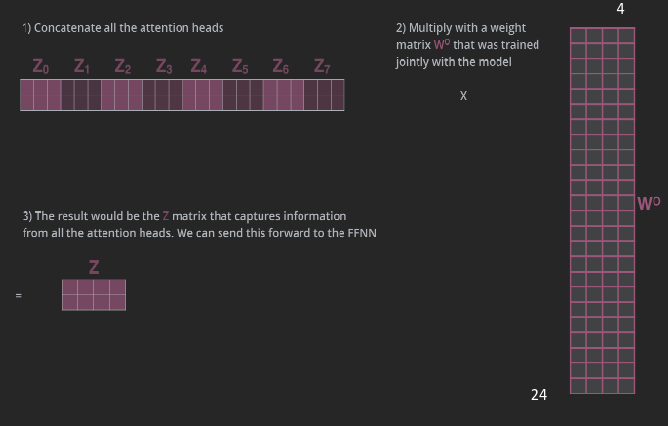 4
1) Concatenate all the attention heads
2) Multiply with a weight
matrix W^O that was trained
jointly with the model
Z₀ Z₁ Z₂ Z₃ Z₄ Z₅ Z₆ Z₇
X
W^O
3) The result would be the Z matrix that captures information
from all the attention heads. We can send this forward to the FFNN
Z
=
24